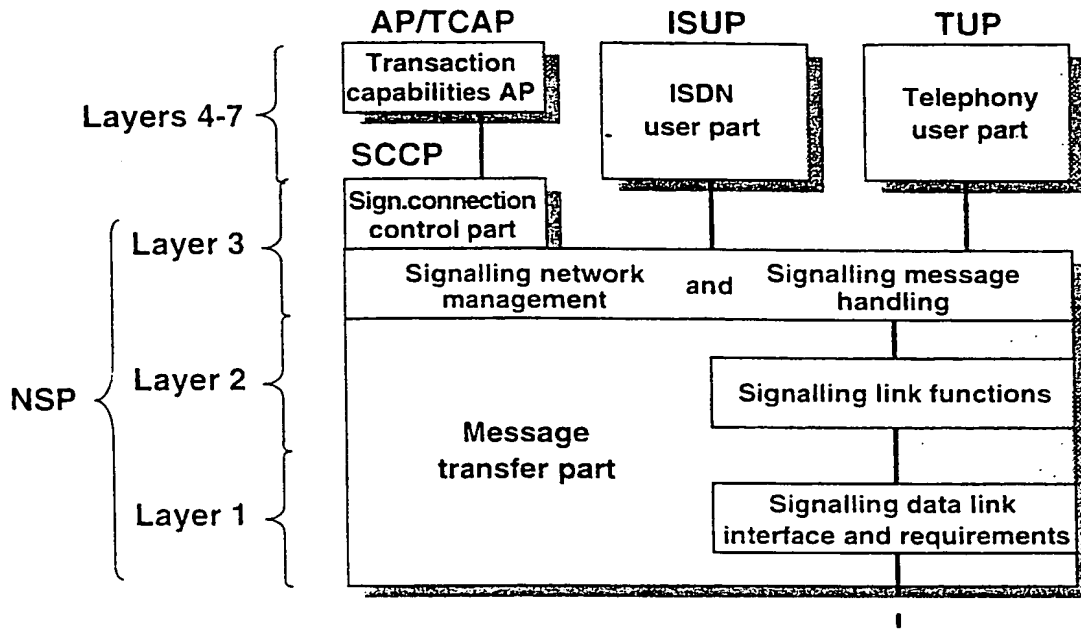 AP/TCAP
ISUP
TUP
Transaction
capabilities AP
ISDN
user part
Telephony
user part
Layers 4-7
SCCP
Sign.connection
control part
Layer 3
Signalling network
management
and
Signalling message
handling
Layer 2
NSP
Signalling link functions
Message
transfer part
Layer 1
Signalling data link
interface and requirements